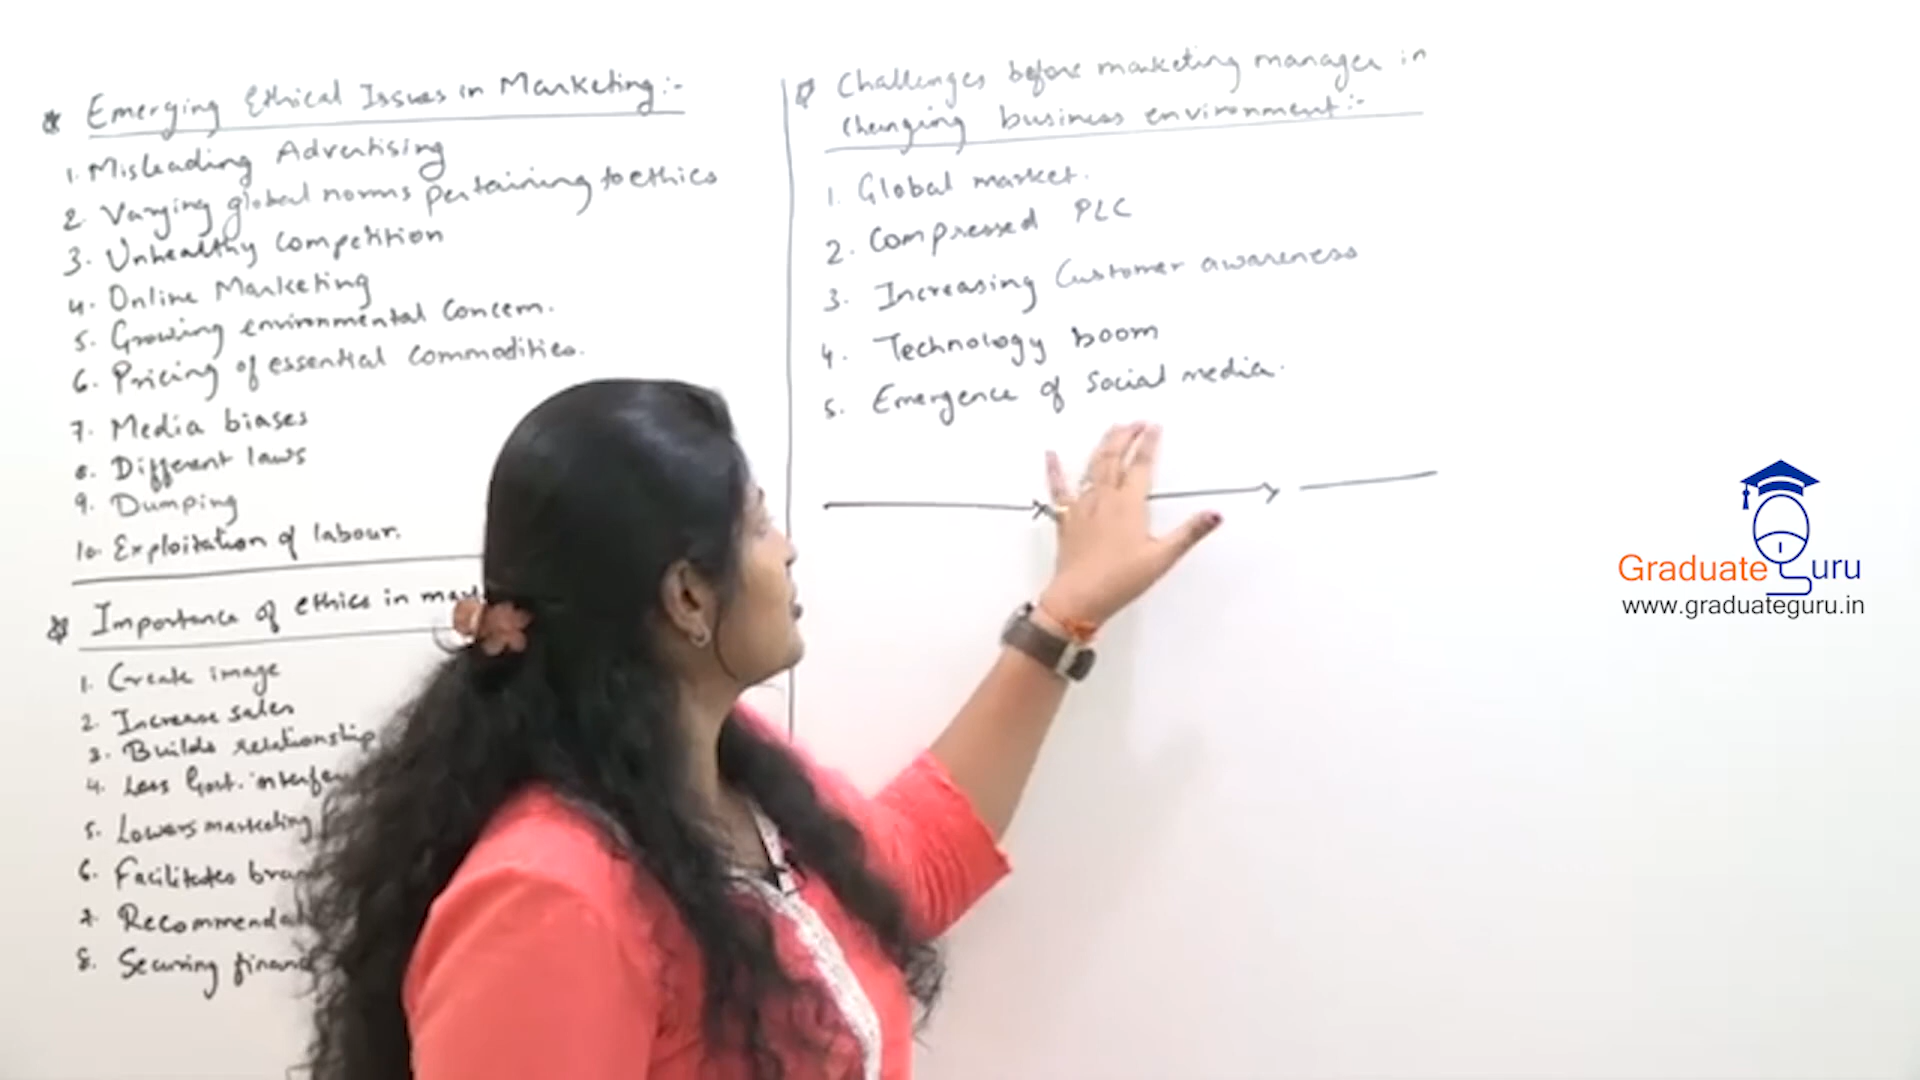 Emerging Ethical Issues in Marketing:-
1. Misleading Advertising
2. Varying global norms pertaining to ethics
3. Unhealthy Competition
4. Online Marketing
5. Growing environmental Concern.
6. Pricing of essential Commodities.
7. Media biases
8. Different laws
9. Dumping
10. Exploitation of labour.
Importance of ethics in
1. Create image
2. Increase sales
3. Builds relationship
4. Less Govt.
5. Lowers marketing
6. Facilitates
7.
8. Securing
Challenges before marketing manager in
Changing business environment:-
1. Global market.
2. Compressed PLC
3. Increasing Customer awareness
4. Technology boom
5. Emergence of Social media.
Graduate Guru
www.graduateguru.in